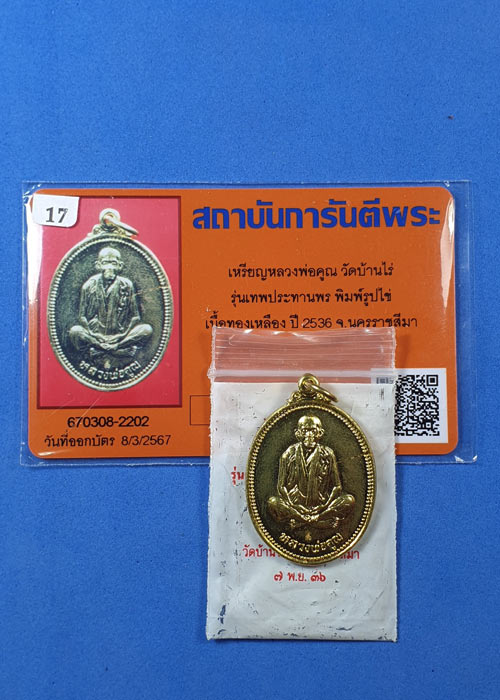 17
สถาบันการันตีพระ
เหรียญหลวงพ่อคูณ วัดบ้านไร่
รุ่นเทพประทานพร พิมพ์รูปไข่
เนื้อทองเหลือง ปี 2536 จ.นครราชสีมา
หลวงพ่อคูณ
670308-2202
วันที่ออกบัตร 8/3/2567
รุ่น
หลวงพ่อคูณ
วัดบ้าน มา
๗ พ.ย. ๓๖